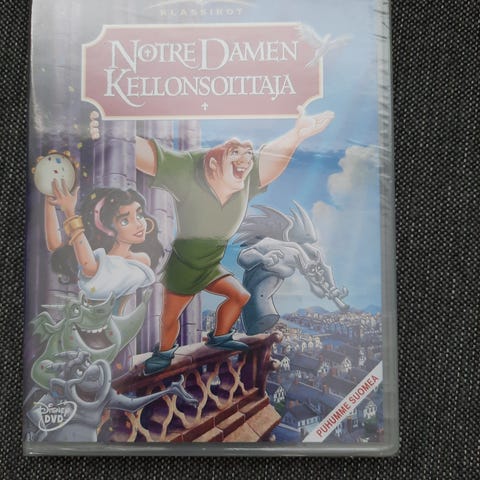 KLASSIKOT
NOTRE DAMEN
KELLONSOITTAJA
DISNEY
DVD
PUHUMME SUOMEA